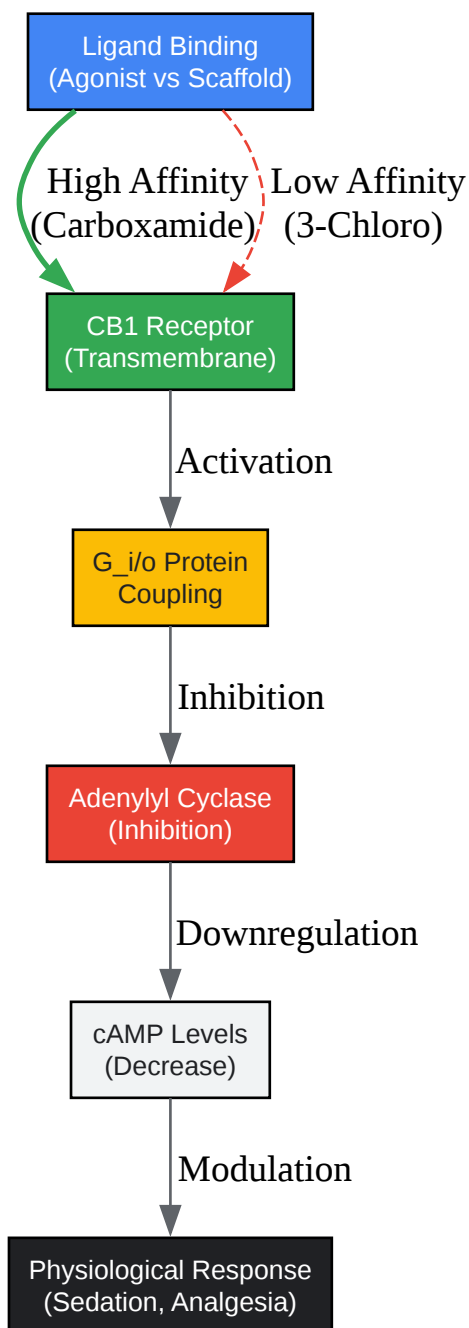 Ligand Binding
(Agonist vs Scaffold)
High Affinity
(Carboxamide)
Low Affinity
(3-Chloro)
CB1 Receptor
(Transmembrane)
Activation
G_i/o Protein
Coupling
Inhibition
Adenylyl Cyclase
(Inhibition)
Downregulation
cAMP Levels
(Decrease)
Modulation
Physiological Response
(Sedation, Analgesia)